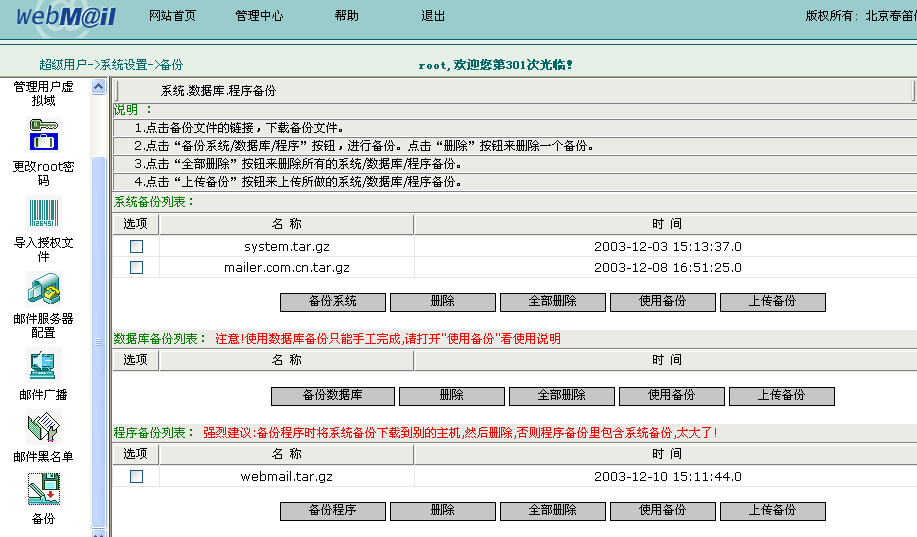 webM@il 网站首页 管理中心 帮助 退出 版权所有：北京春笛
超级用户->系统设置->备份 root,欢迎您第301次光临!
管理用户虚
拟域
更改root密
码
导入授权文
件
邮件服务器
配置
邮件广播
邮件黑名单
备份
系统.数据库.程序备份
说明 ：
1.点击备份文件的链接，下载备份文件。
2.点击“备份系统/数据库/程序”按钮，进行备份。点击“删除”按钮来删除一个备份。
3.点击“全部删除”按钮来删除所有的系统/数据库/程序备份。
4.点击“上传备份”按钮来上传所做的系统/数据库/程序备份。
系统备份列表：
选项 名 称 时 间
system.tar.gz 2003-12-03 15:13:37.0
mailer.com.cn.tar.gz 2003-12-08 16:51:25.0
备份系统 删除 全部删除 使用备份 上传备份
数据库备份列表： 注意!使用数据库备份只能手工完成,请打开"使用备份"看使用说明
选项 名 称 时 间
备份数据库 删除 全部删除 使用备份 上传备份
程序备份列表： 强烈建议:备份程序时将系统备份下载到别的主机,然后删除,否则程序备份里包含系统备份,太大了!
选项 名 称 时 间
webmail.tar.gz 2003-12-10 15:11:44.0
备份程序 删除 全部删除 使用备份 上传备份